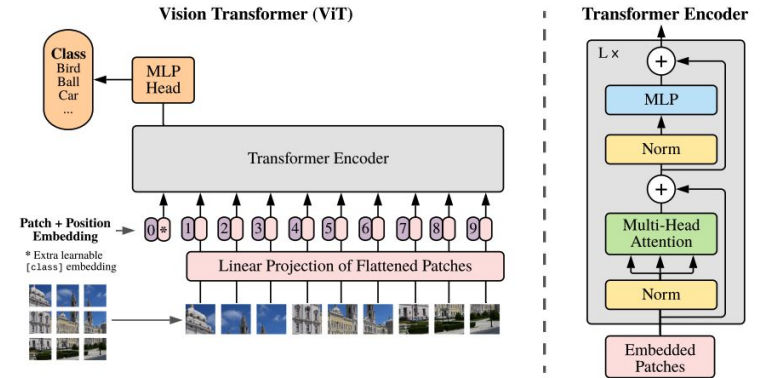 Vision Transformer (ViT)
Class
Bird
Ball
Car
...
MLP
Head
Transformer Encoder
Patch + Position
Embedding
0 * 1 2 3 4 5 6 7 8 9
* Extra learnable
[class] embedding
Linear Projection of Flattened Patches
Transformer Encoder
L x
+
MLP
Norm
+
Multi-Head
Attention
Norm
Embedded
Patches